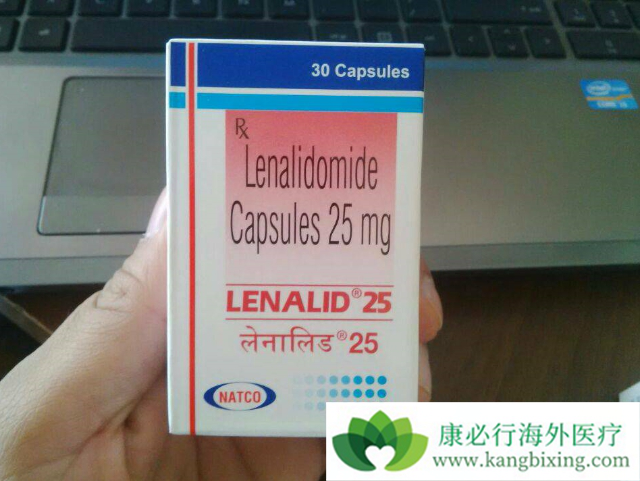 30 Capsules
Rx
Lenalidomide
Capsules 25 mg
LENALID® 25
लेनालिड® 25
NATCO
康必行海外医疗
www.kangbixing.com